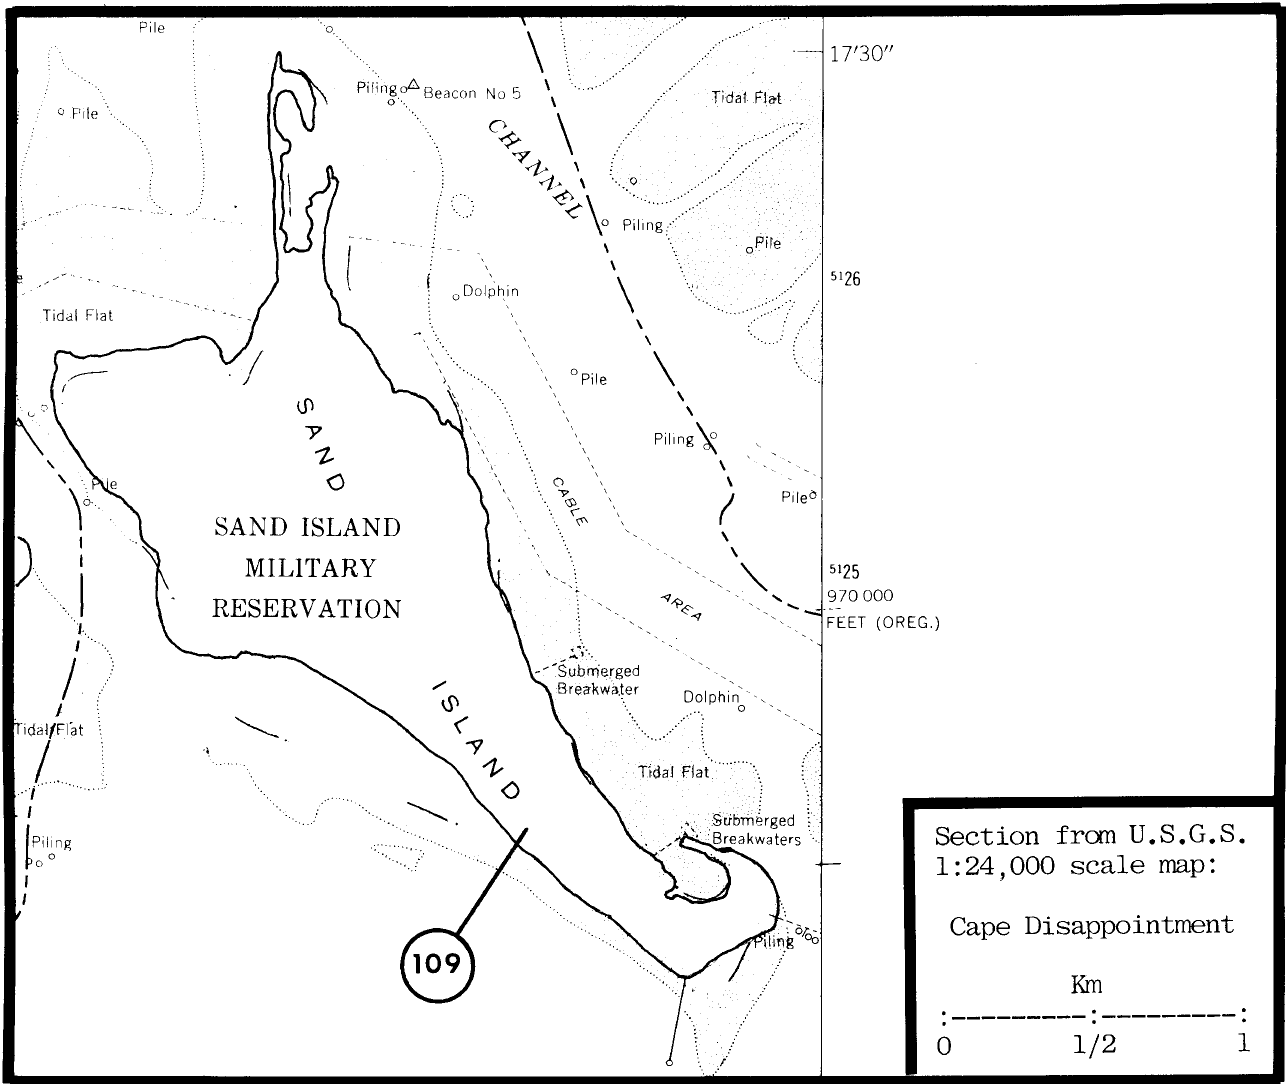 Pile
17'30"
Piling
Beacon No 5
Tidal Flat
Pile
CHANNEL
Piling
Pile
5126
Dolphin
Tidal Flat
Pile
SAND
Piling
Pile
Pile
CABLE
SAND ISLAND
MILITARY
RESERVATION
5125
970 000
FEET (OREG.)
AREA
Submerged
Breakwater
ISLAND
Dolphin
Tidal Flat
Tidal Flat
Submerged
Breakwaters
Piling
Piling
109
Section from U.S.G.S.
1:24,000 scale map:
Cape Disappointment
Km
0 1/2 1